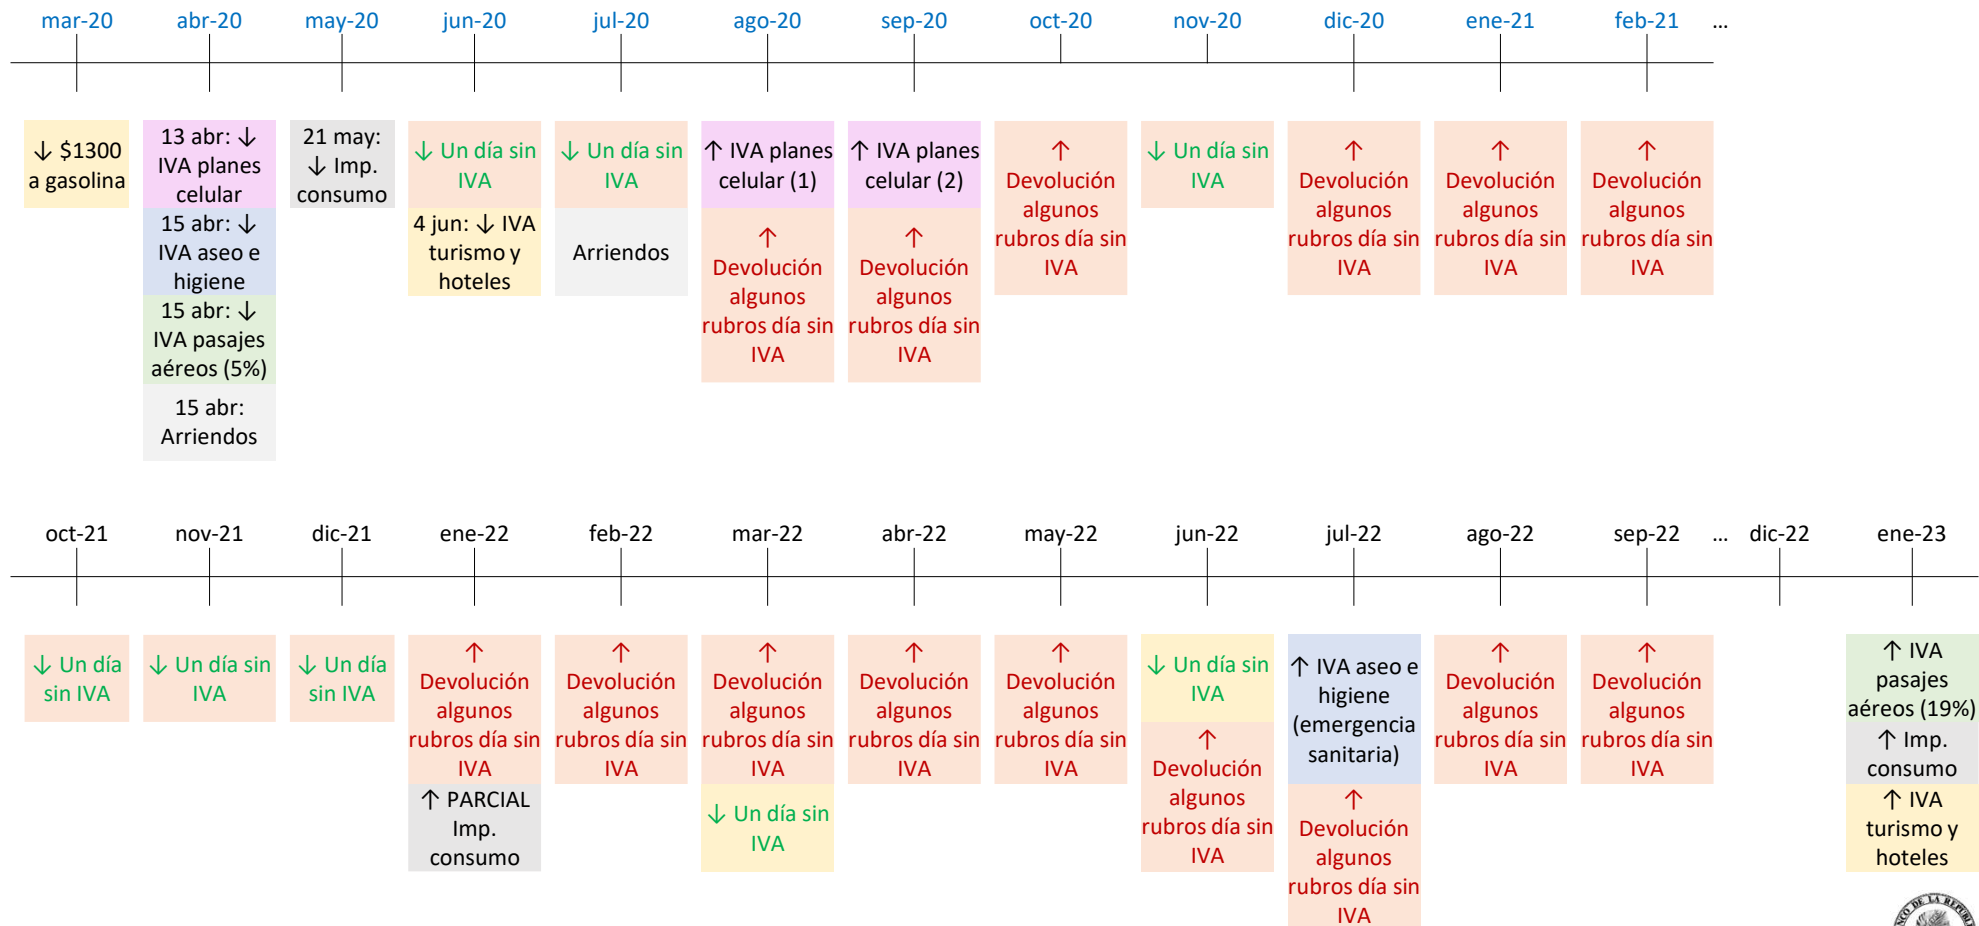 mar-20 abr-20 may-20 jun-20 jul-20 ago-20 sep-20 oct-20 nov-20 dic-20 ene-21 feb-21 ...
↓ $1300
a gasolina
13 abr: ↓
IVA planes
celular
15 abr: ↓
IVA aseo e
higiene
15 abr: ↓
IVA pasajes
aéreos (5%)
15 abr:
Arriendos
21 may:
↓ Imp.
consumo
↓ Un día sin
IVA
4 jun: ↓ IVA
turismo y
hoteles
↓ Un día sin
IVA
Arriendos
↑ IVA planes
celular (1)
↑
Devolución
algunos
rubros día sin
IVA
↑ IVA planes
celular (2)
↑
Devolución
algunos
rubros día sin
IVA
↑
Devolución
algunos
rubros día sin
IVA
↓ Un día sin
IVA
↑
Devolución
algunos
rubros día sin
IVA
↑
Devolución
algunos
rubros día sin
IVA
↑
Devolución
algunos
rubros día sin
IVA
oct-21 nov-21 dic-21 ene-22 feb-22 mar-22 abr-22 may-22 jun-22 jul-22 ago-22 sep-22 ... dic-22 ene-23
↓ Un día
sin IVA
↓ Un día sin
IVA
↓ Un día
sin IVA
↑
Devolución
algunos
rubros día sin
IVA
↑ PARCIAL
Imp.
consumo
↑
Devolución
algunos
rubros día sin
IVA
↑
Devolución
algunos
rubros día sin
IVA
↓ Un día sin
IVA
↑
Devolución
algunos
rubros día sin
IVA
↑
Devolución
algunos
rubros día sin
IVA
↓ Un día sin
IVA
↑
Devolución
algunos
rubros día sin
IVA
↑ IVA aseo e
higiene
(emergencia
sanitaria)
↑
Devolución
algunos
rubros día sin
IVA
↑
Devolución
algunos
rubros día sin
IVA
↑
Devolución
algunos
rubros día sin
IVA
↑ IVA
pasajes
aéreos (19%)
↑ Imp.
consumo
↑ IVA
turismo y
hoteles
DE LA